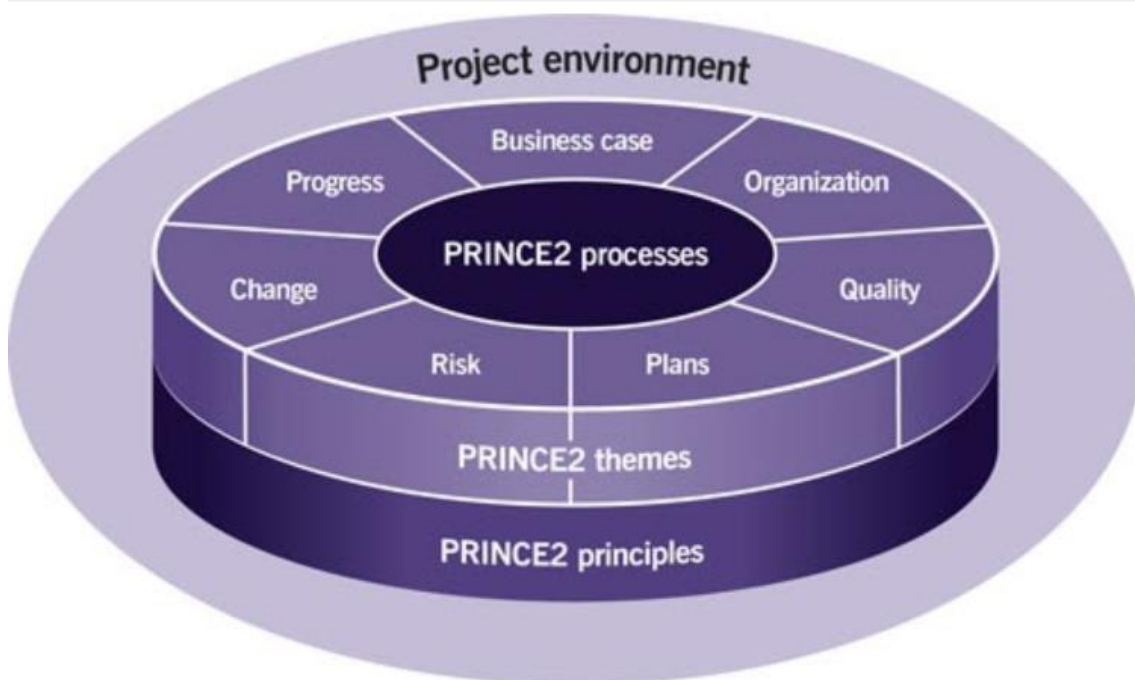 Project environment
Business case
Progress
Organization
PRINCE2 processes
Change
Quality
Risk
Plans
PRINCE2 themes
PRINCE2 principles